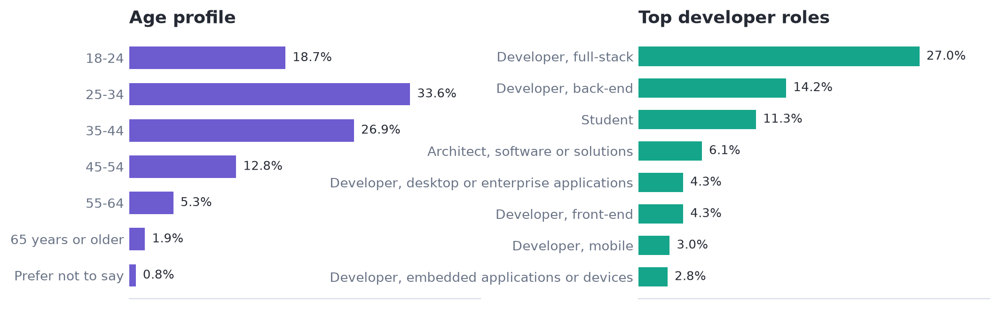 Age profile
18-24 18.7%
25-34 33.6%
35-44 26.9%
45-54 12.8%
55-64 5.3%
65 years or older 1.9%
Prefer not to say 0.8%
Top developer roles
Developer, full-stack 27.0%
Developer, back-end 14.2%
Student 11.3%
Architect, software or solutions 6.1%
Developer, desktop or enterprise applications 4.3%
Developer, front-end 4.3%
Developer, mobile 3.0%
Developer, embedded applications or devices 2.8%